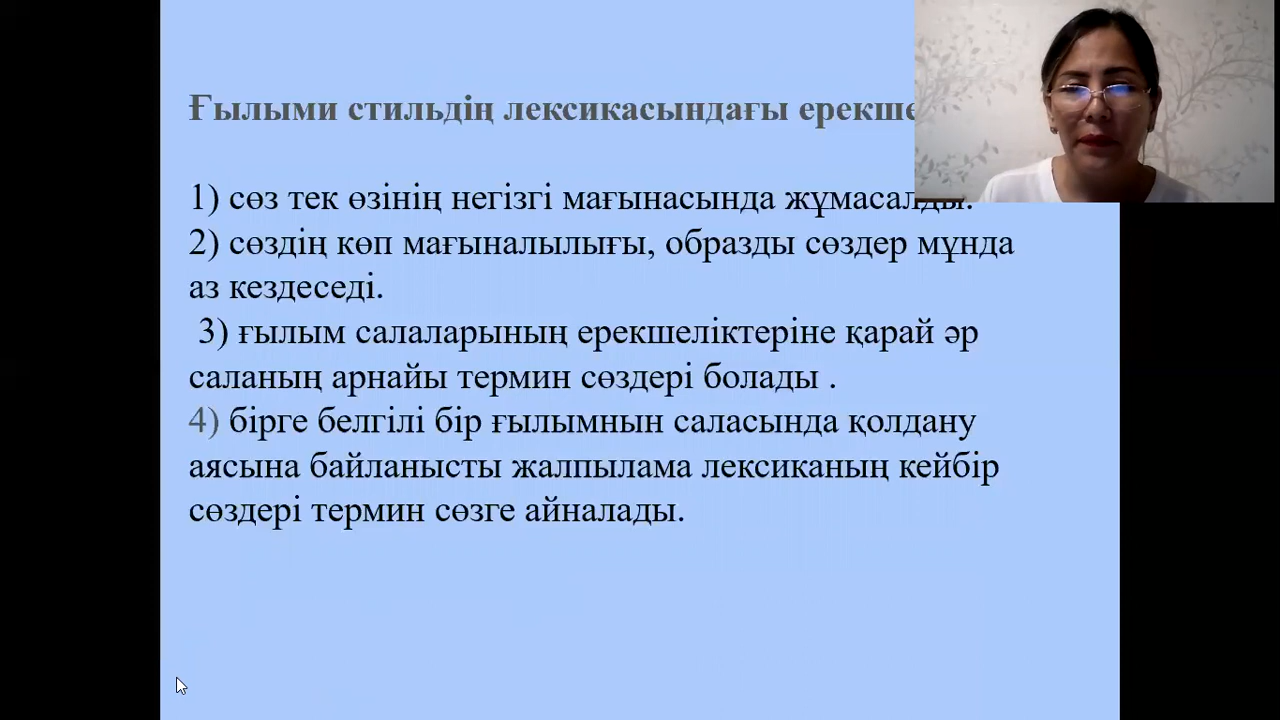 Ғылыми стильдің лексикасындағы
1) сөз тек өзінің негізгі мағынасында жұмасалды.
2) сөздің көп мағыналылығы, образды сөздер мұнда
аз кездеседі.
3) ғылым салаларының ерекшеліктеріне қарай әр
саланың арнайы термин сөздері болады .
4) бірге белгілі бір ғылымнын саласында қолдану
аясына байланысты жалпылама лексиканың кейбір
сөздері термин сөзге айналады.